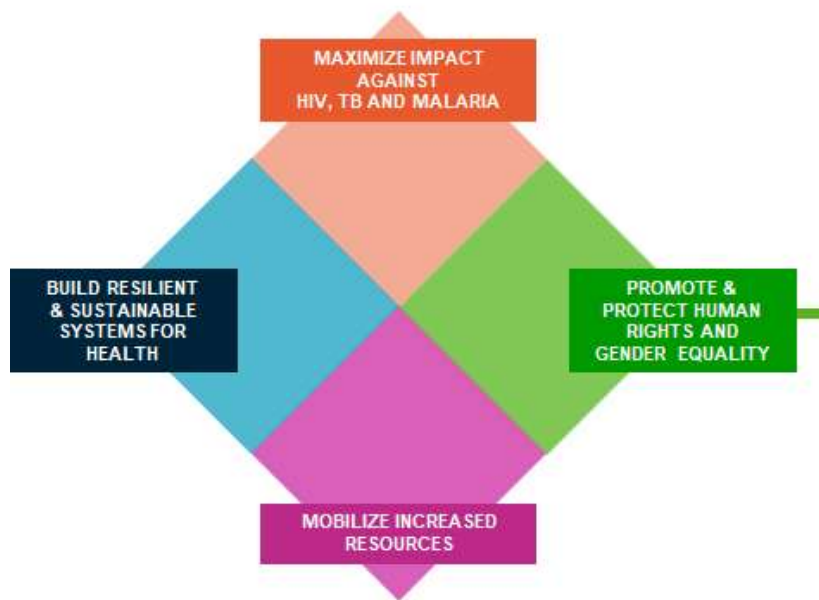 MAXIMIZE IMPACT
AGAINST
HIV, TB AND MALARIA
BUILD RESILIENT
& SUSTAINABLE
SYSTEMS FOR
HEALTH
PROMOTE &
PROTECT HUMAN
RIGHTS AND
GENDER EQUALITY
MOBILIZE INCREASED
RESOURCES